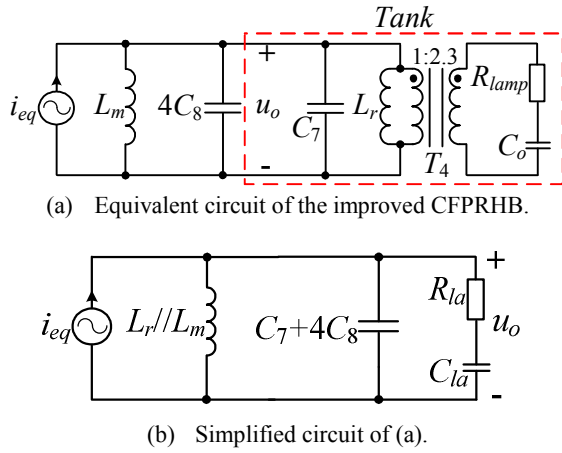 Tank
1:2.3
+
i_eq
L_m
4C_8
u_o
C_7
L_r
T_4
R_lamp
C_o
-
(a) Equivalent circuit of the improved CFPRHB.
+
i_eq
L_r//L_m
C_7+4C_8
R_la
u_o
C_la
-
(b) Simplified circuit of (a).